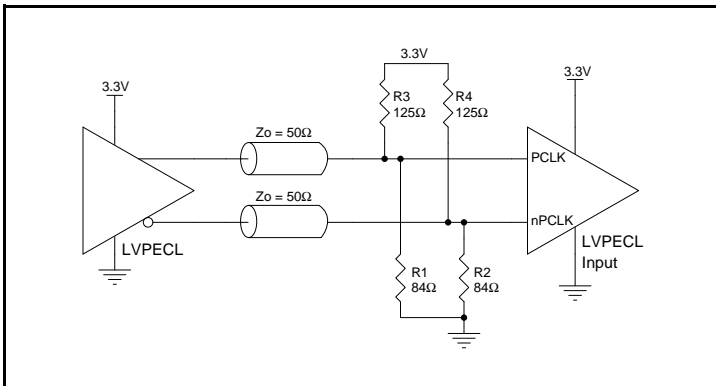 3.3V
3.3V
3.3V
R3
125Ω
R4
125Ω
Zo = 50Ω
PCLK
Zo = 50Ω
nPCLK
LVPECL
LVPECL
Input
R1
84Ω
R2
84Ω